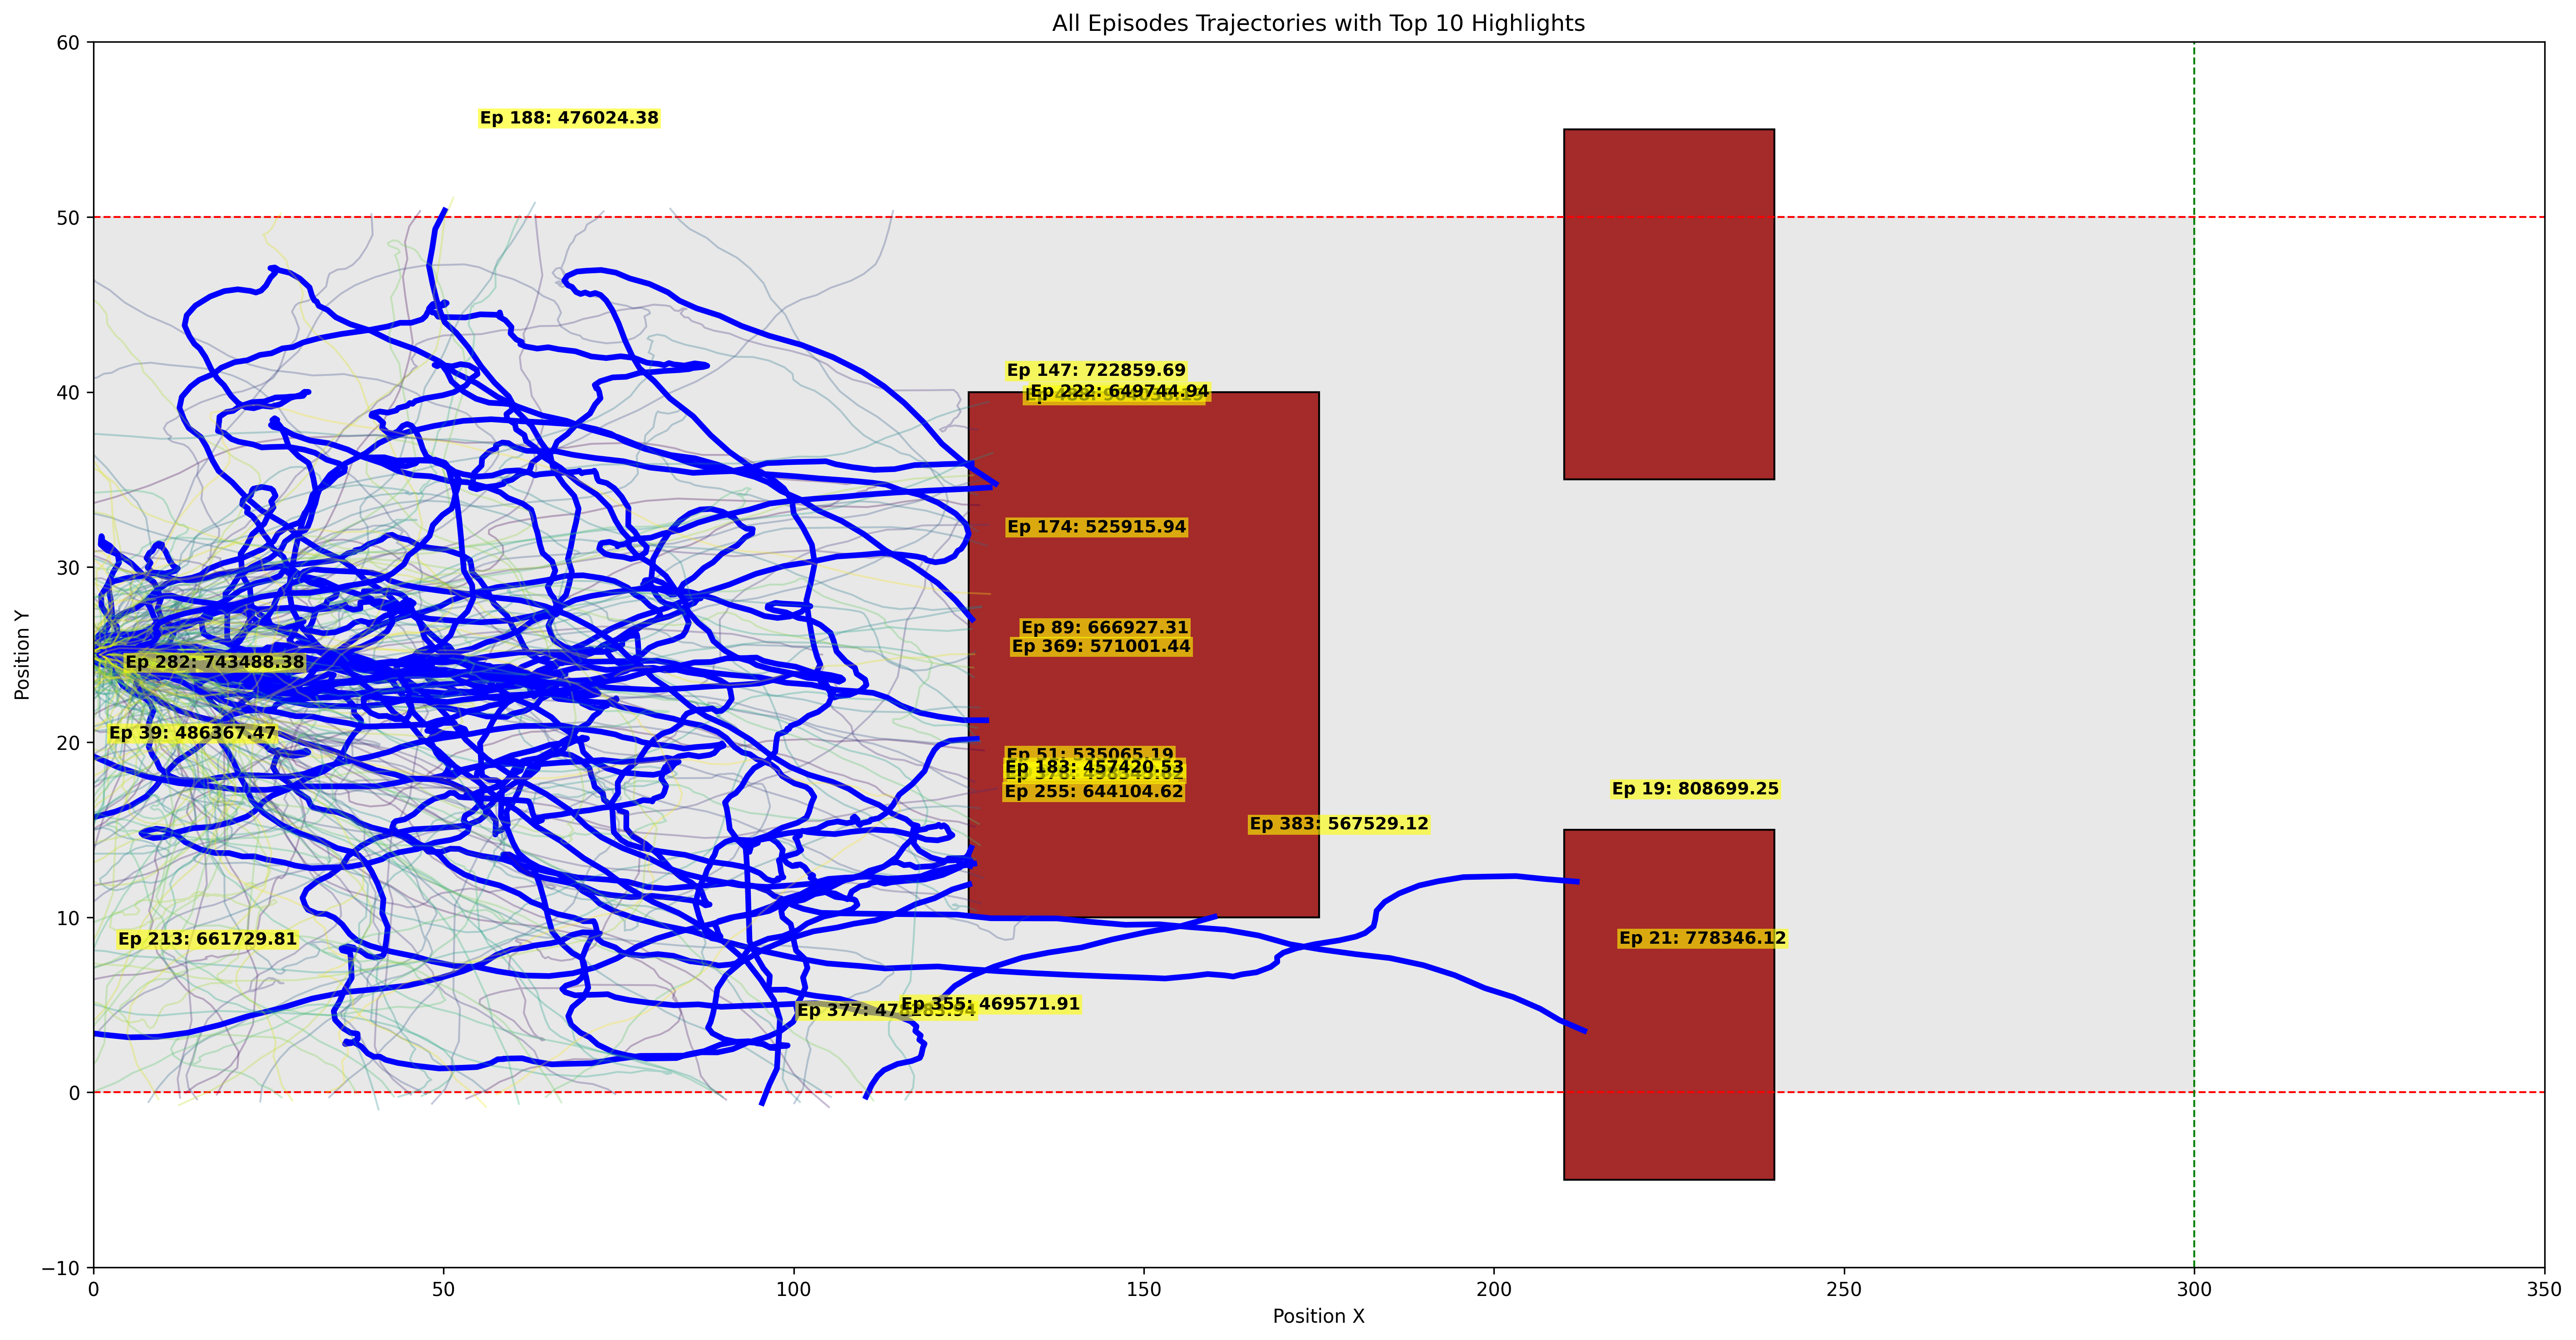 All Episodes Trajectories with Top 10 Highlights
60
Ep 188: 476024.38
50
Ep 147: 722859.69
40
Ep 222: 649744.94
Ep 174: 525915.94
30
Ep 89: 666927.31
Ep 369: 571001.44
Ep 282: 743488.38
Position Y
20
Ep 39: 486367.47
Ep 51: 535065.19
Ep 183: 457420.53
Ep 255: 644104.62
Ep 19: 808699.25
Ep 383: 567529.12
10
Ep 213: 661729.81
Ep 21: 778346.12
Ep 377:
Ep 355: 469571.91
0
−10
0 50 100 150 200 250 300 350
Position X